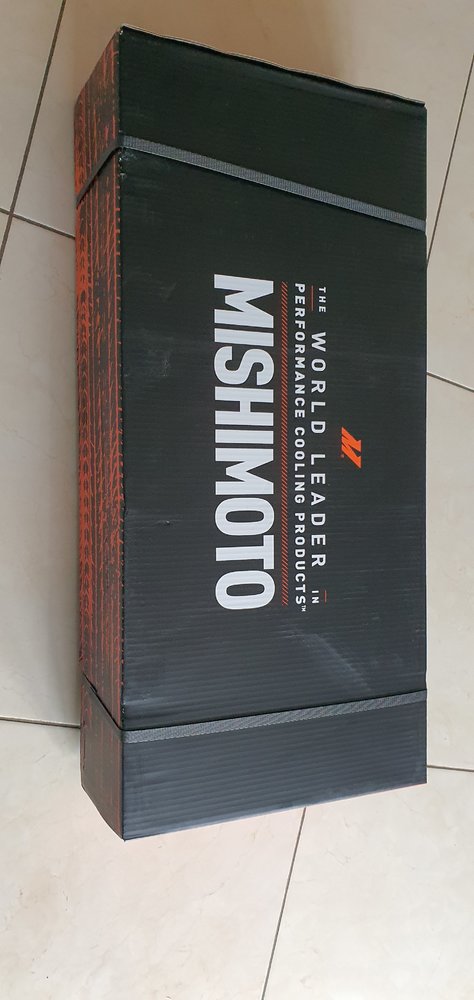 THE WORLD LEADER IN
PERFORMANCE COOLING PRODUCTS™
MISHIMOTO